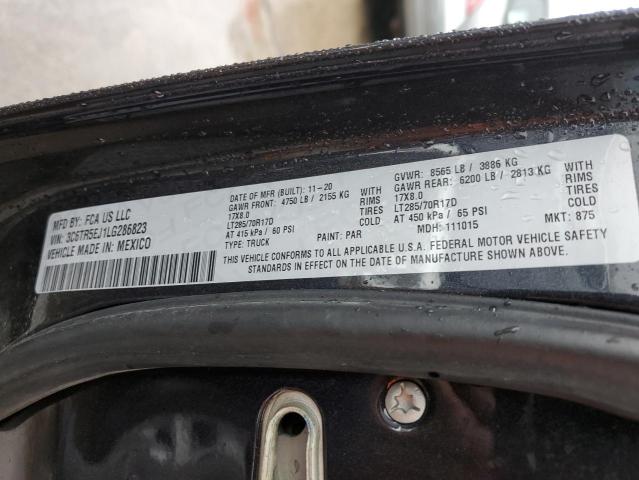 MFD BY: FCA US LLC
VIN: 3C6TR5EJ1LG286823
VEHICLE MADE IN: MEXICO
DATE OF MFR (BUILT): 11-20
GAWR FRONT: 4750 LB / 2155 KG
17X8.0 WITH RIMS
LT285/70R17D TIRES
AT 415 kPa / 60 PSI COLD
TYPE: TRUCK PAINT: PAR
GVWR: 8565 LB / 3886 KG
GAWR REAR: 6200 LB / 2813 KG
17X8.0 WITH RIMS
LT285/70R17D TIRES
AT 450 kPa / 65 PSI COLD
MDH: 111015 MKT: 875
THIS VEHICLE CONFORMS TO ALL APPLICABLE U.S.A. FEDERAL MOTOR VEHICLE SAFETY
STANDARDS IN EFFECT ON THE DATE OF MANUFACTURE SHOWN ABOVE.